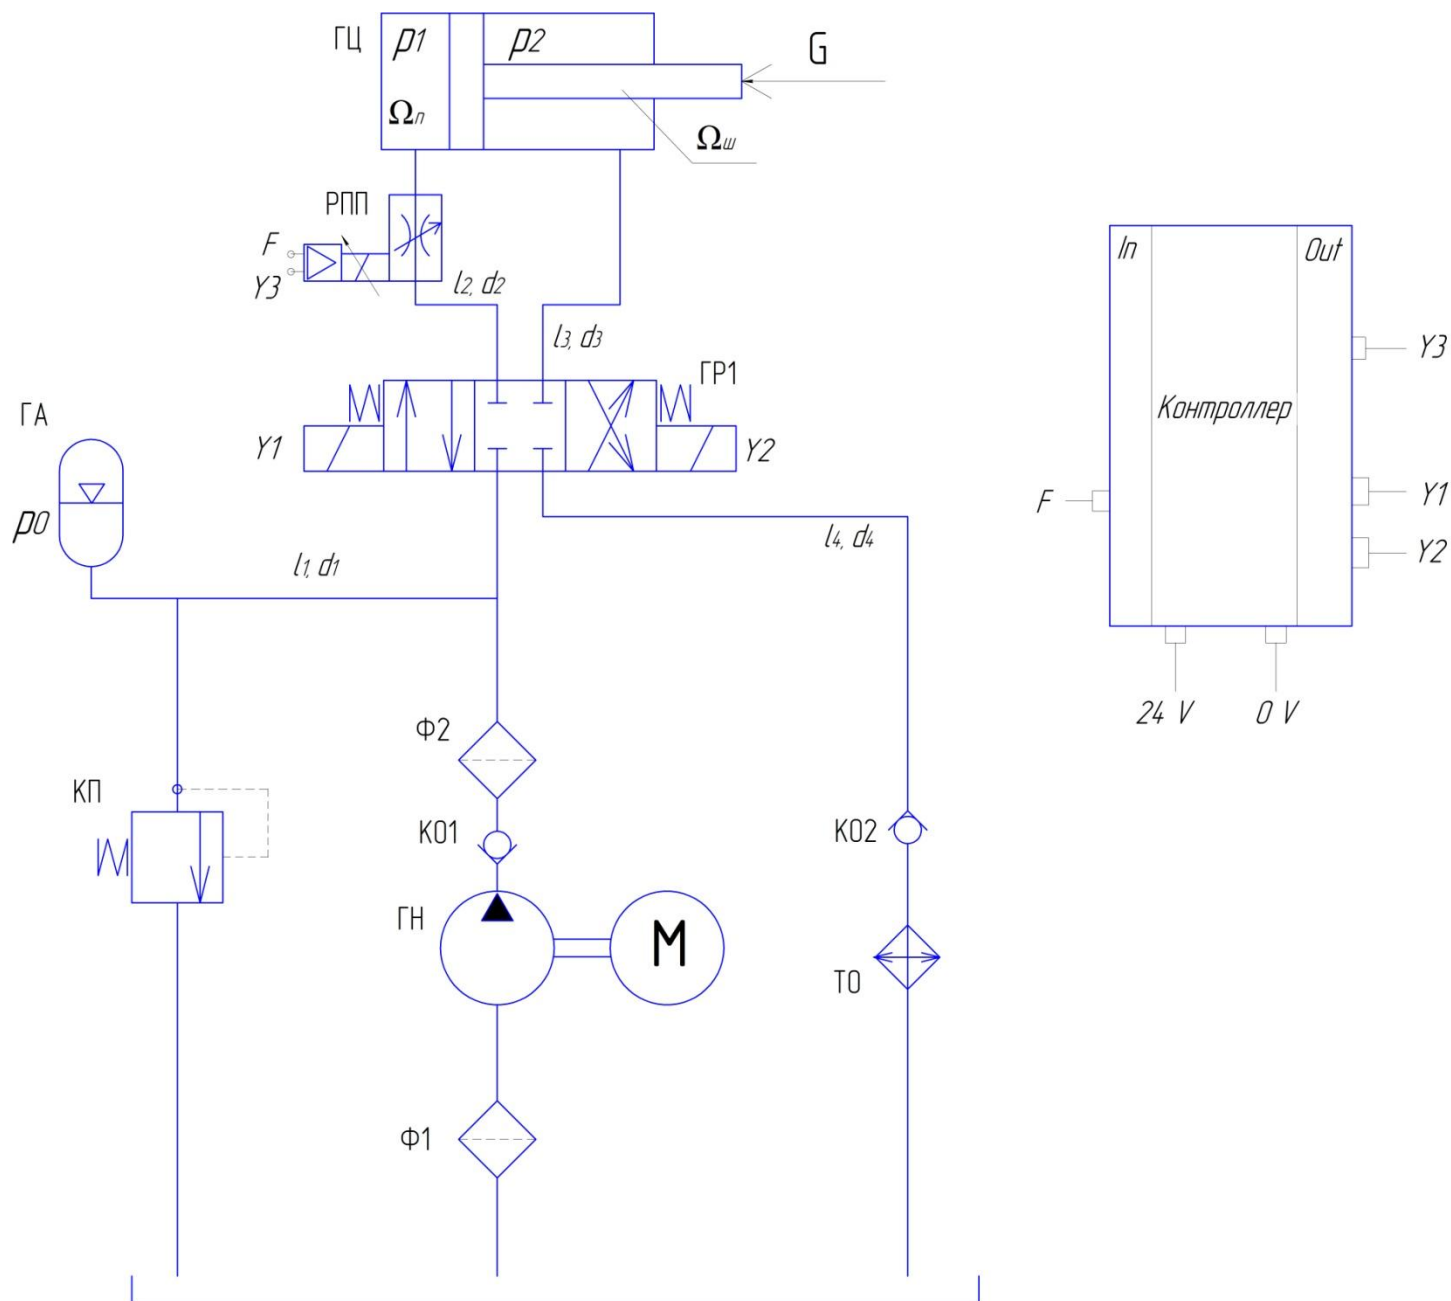 ГЦ
p1
p2
G
Ωп
Ωш
РПП
F
Y3
l2, d2
l3, d3
ГР1
ГА
Y1
Y2
p0
l1, d1
l4, d4
Ф2
КП
КО1
КО2
ГН
М
ТО
Ф1
In
Out
Y3
Контроллер
F
Y1
Y2
24 V
0 V